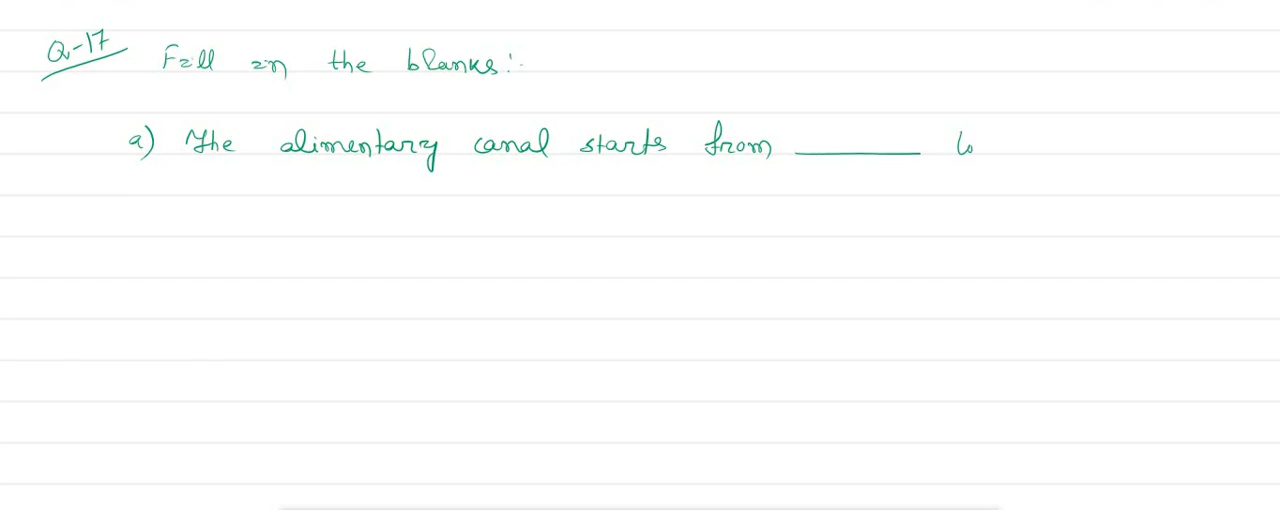 Q-17 Fill in the blanks:-
a) The alimentary canal starts from ______